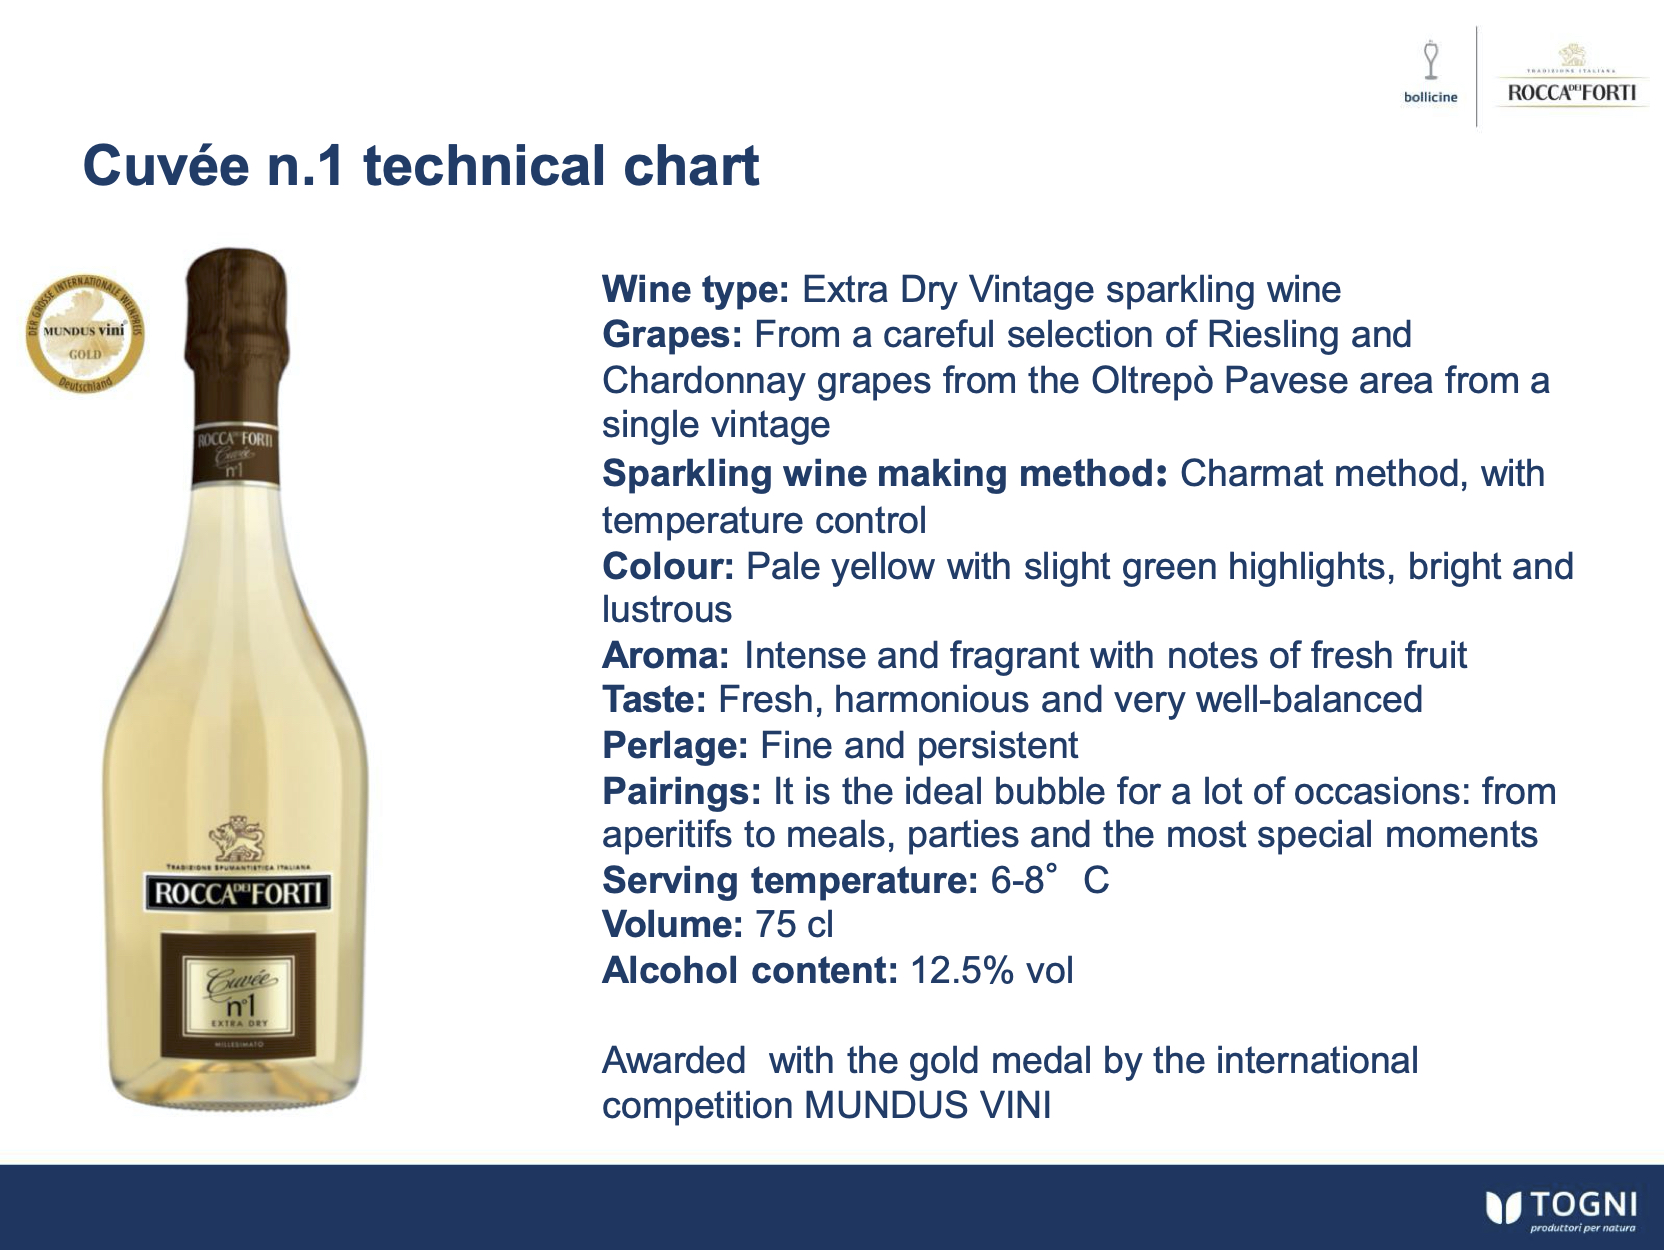 bollicine
TRADIZIONE ITALIANA
ROCCA DEI FORTI
Cuvée n.1 technical chart
DER GROSSE INTERNATIONALE WEINPREIS
MUNDUS vini
GOLD
Deutschland
ROCCA DEI FORTI
Cuvée
n°1
TRADIZIONE SPUMANTISTICA ITALIANA
ROCCA DEI FORTI
Cuvée
n°1
EXTRA DRY
MILLESIMATO
Wine type: Extra Dry Vintage sparkling wine
Grapes: From a careful selection of Riesling and
Chardonnay grapes from the Oltrepò Pavese area from a
single vintage
Sparkling wine making method: Charmat method, with
temperature control
Colour: Pale yellow with slight green highlights, bright and
lustrous
Aroma: Intense and fragrant with notes of fresh fruit
Taste: Fresh, harmonious and very well-balanced
Perlage: Fine and persistent
Pairings: It is the ideal bubble for a lot of occasions: from
aperitifs to meals, parties and the most special moments
Serving temperature: 6-8° C
Volume: 75 cl
Alcohol content: 12.5% vol
Awarded  with the gold medal by the international
competition MUNDUS VINI
TOGNI
produttori per natura